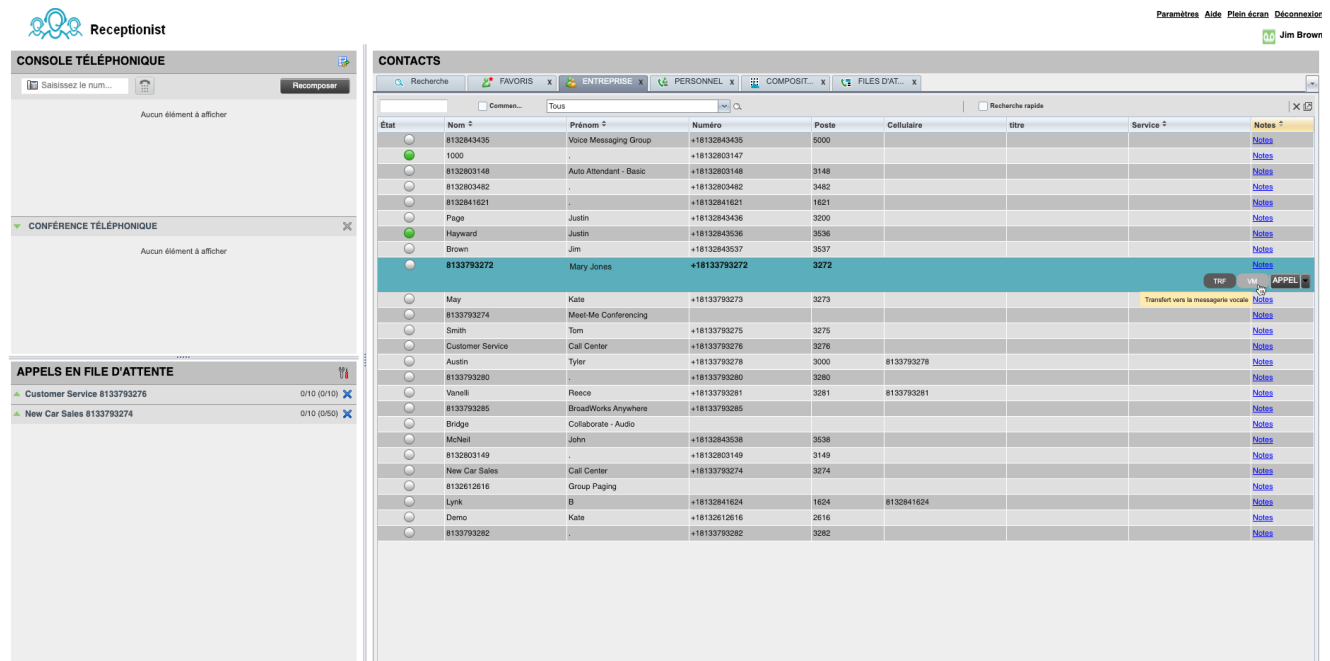 Receptionist
Paramètres Aide Plein écran Déconnexion
Jim Brown
CONSOLE TÉLÉPHONIQUE
Saisissez le num... Recomposer
Aucun élément à afficher
CONFÉRENCE TÉLÉPHONIQUE
Aucun élément à afficher
APPELS EN FILE D'ATTENTE
Customer Service 8133793276 0/10 (0/10)
New Car Sales 8133793274 0/10 (0/50)
CONTACTS
Recherche FAVORIS x ENTREPRISE x PERSONNEL x COMPOSIT... x FILES D'AT... x
Commen... Tous Recherche rapide
État Nom Prénom Numéro Poste Cellulaire titre Service Notes
8132843435 Voice Messaging Group +18132843435 5000 Notes
1000 . +18132803147 Notes
8132803148 Auto Attendant - Basic +18132803148 3148 Notes
8132803482 . +18132803482 3482 Notes
8132841621 . +18132841621 1621 Notes
Page Justin +18132843436 3200 Notes
Hayward Justin +18132843536 3536 Notes
Brown Jim +18132843537 3537 Notes
8133793272 Mary Jones +18133793272 3272 Notes
TRF VM APPEL
May Kate +18133793273 3273 Transfert vers la messagerie vocale Notes
8133793274 Meet-Me Conferencing Notes
Smith Tom +18133793275 3275 Notes
Customer Service Call Center +18133793276 3276 Notes
Austin Tyler +18133793278 3000 8133793278 Notes
8133793280 . +18133793280 3280 Notes
Vanelli Reece +18133793281 3281 8133793281 Notes
8133793285 BroadWorks Anywhere +18133793285 Notes
Bridge Collaborate - Audio Notes
McNeil John +18132843538 3538 Notes
8132803149 . +18132803149 3149 Notes
New Car Sales Call Center +18133793274 3274 Notes
8132612616 Group Paging Notes
Lynk B +18132841624 1624 8132841624 Notes
Demo Kate +18132612616 2616 Notes
8133793282 . +18133793282 3282 Notes